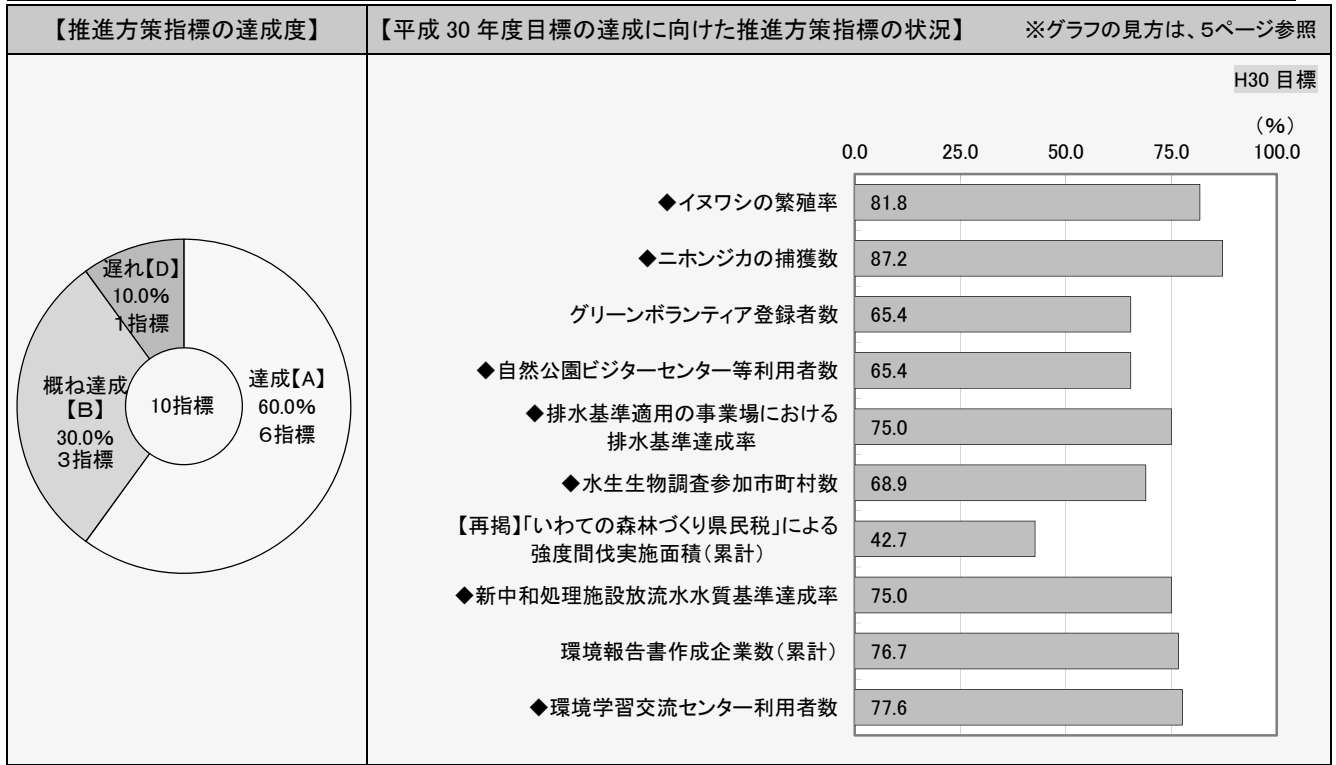 【推進方策指標の達成度】
【平成 30 年度目標の達成に向けた推進方策指標の状況】 ※グラフの見方は、5ページ参照
遅れ【D】
10.0%
1指標
概ね達成
【B】
30.0%
3指標
10指標
達成【A】
60.0%
6指標
H30 目標
(%)
0.0 25.0 50.0 75.0 100.0
◆イヌワシの繁殖率 81.8
◆ニホンジカの捕獲数 87.2
グリーンボランティア登録者数 65.4
◆自然公園ビジターセンター等利用者数 65.4
◆排水基準適用の事業場における
排水基準達成率 75.0
◆水生生物調査参加市町村数 68.9
【再掲】「いわての森林づくり県民税」による
強度間伐実施面積(累計) 42.7
◆新中和処理施設放流水水質基準達成率 75.0
環境報告書作成企業数(累計) 76.7
◆環境学習交流センター利用者数 77.6